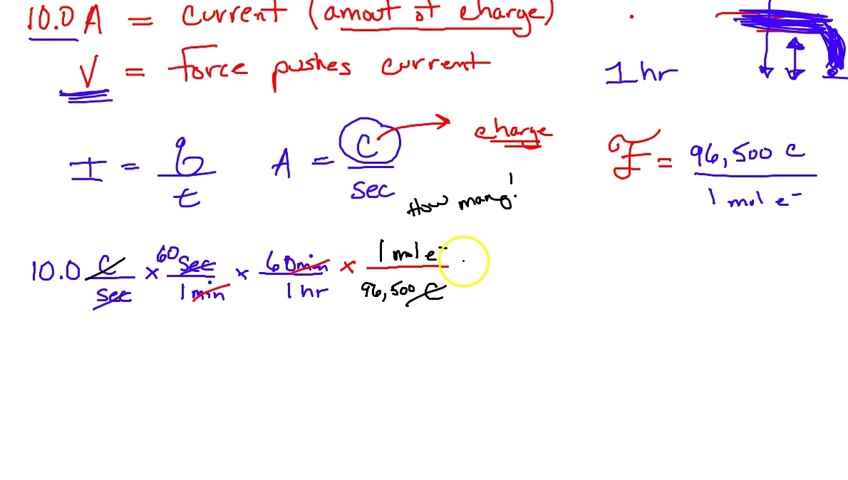 10.0 A = current (amout of charge)
V = Force pushes current
1 hr
I = q / t
A = C / sec
charge
F = 96,500 C / 1 mol e-
How many!
10.0 C / sec × 60 sec / 1 min × 60 min / 1 hr × 1 mol e- / 96,500 C